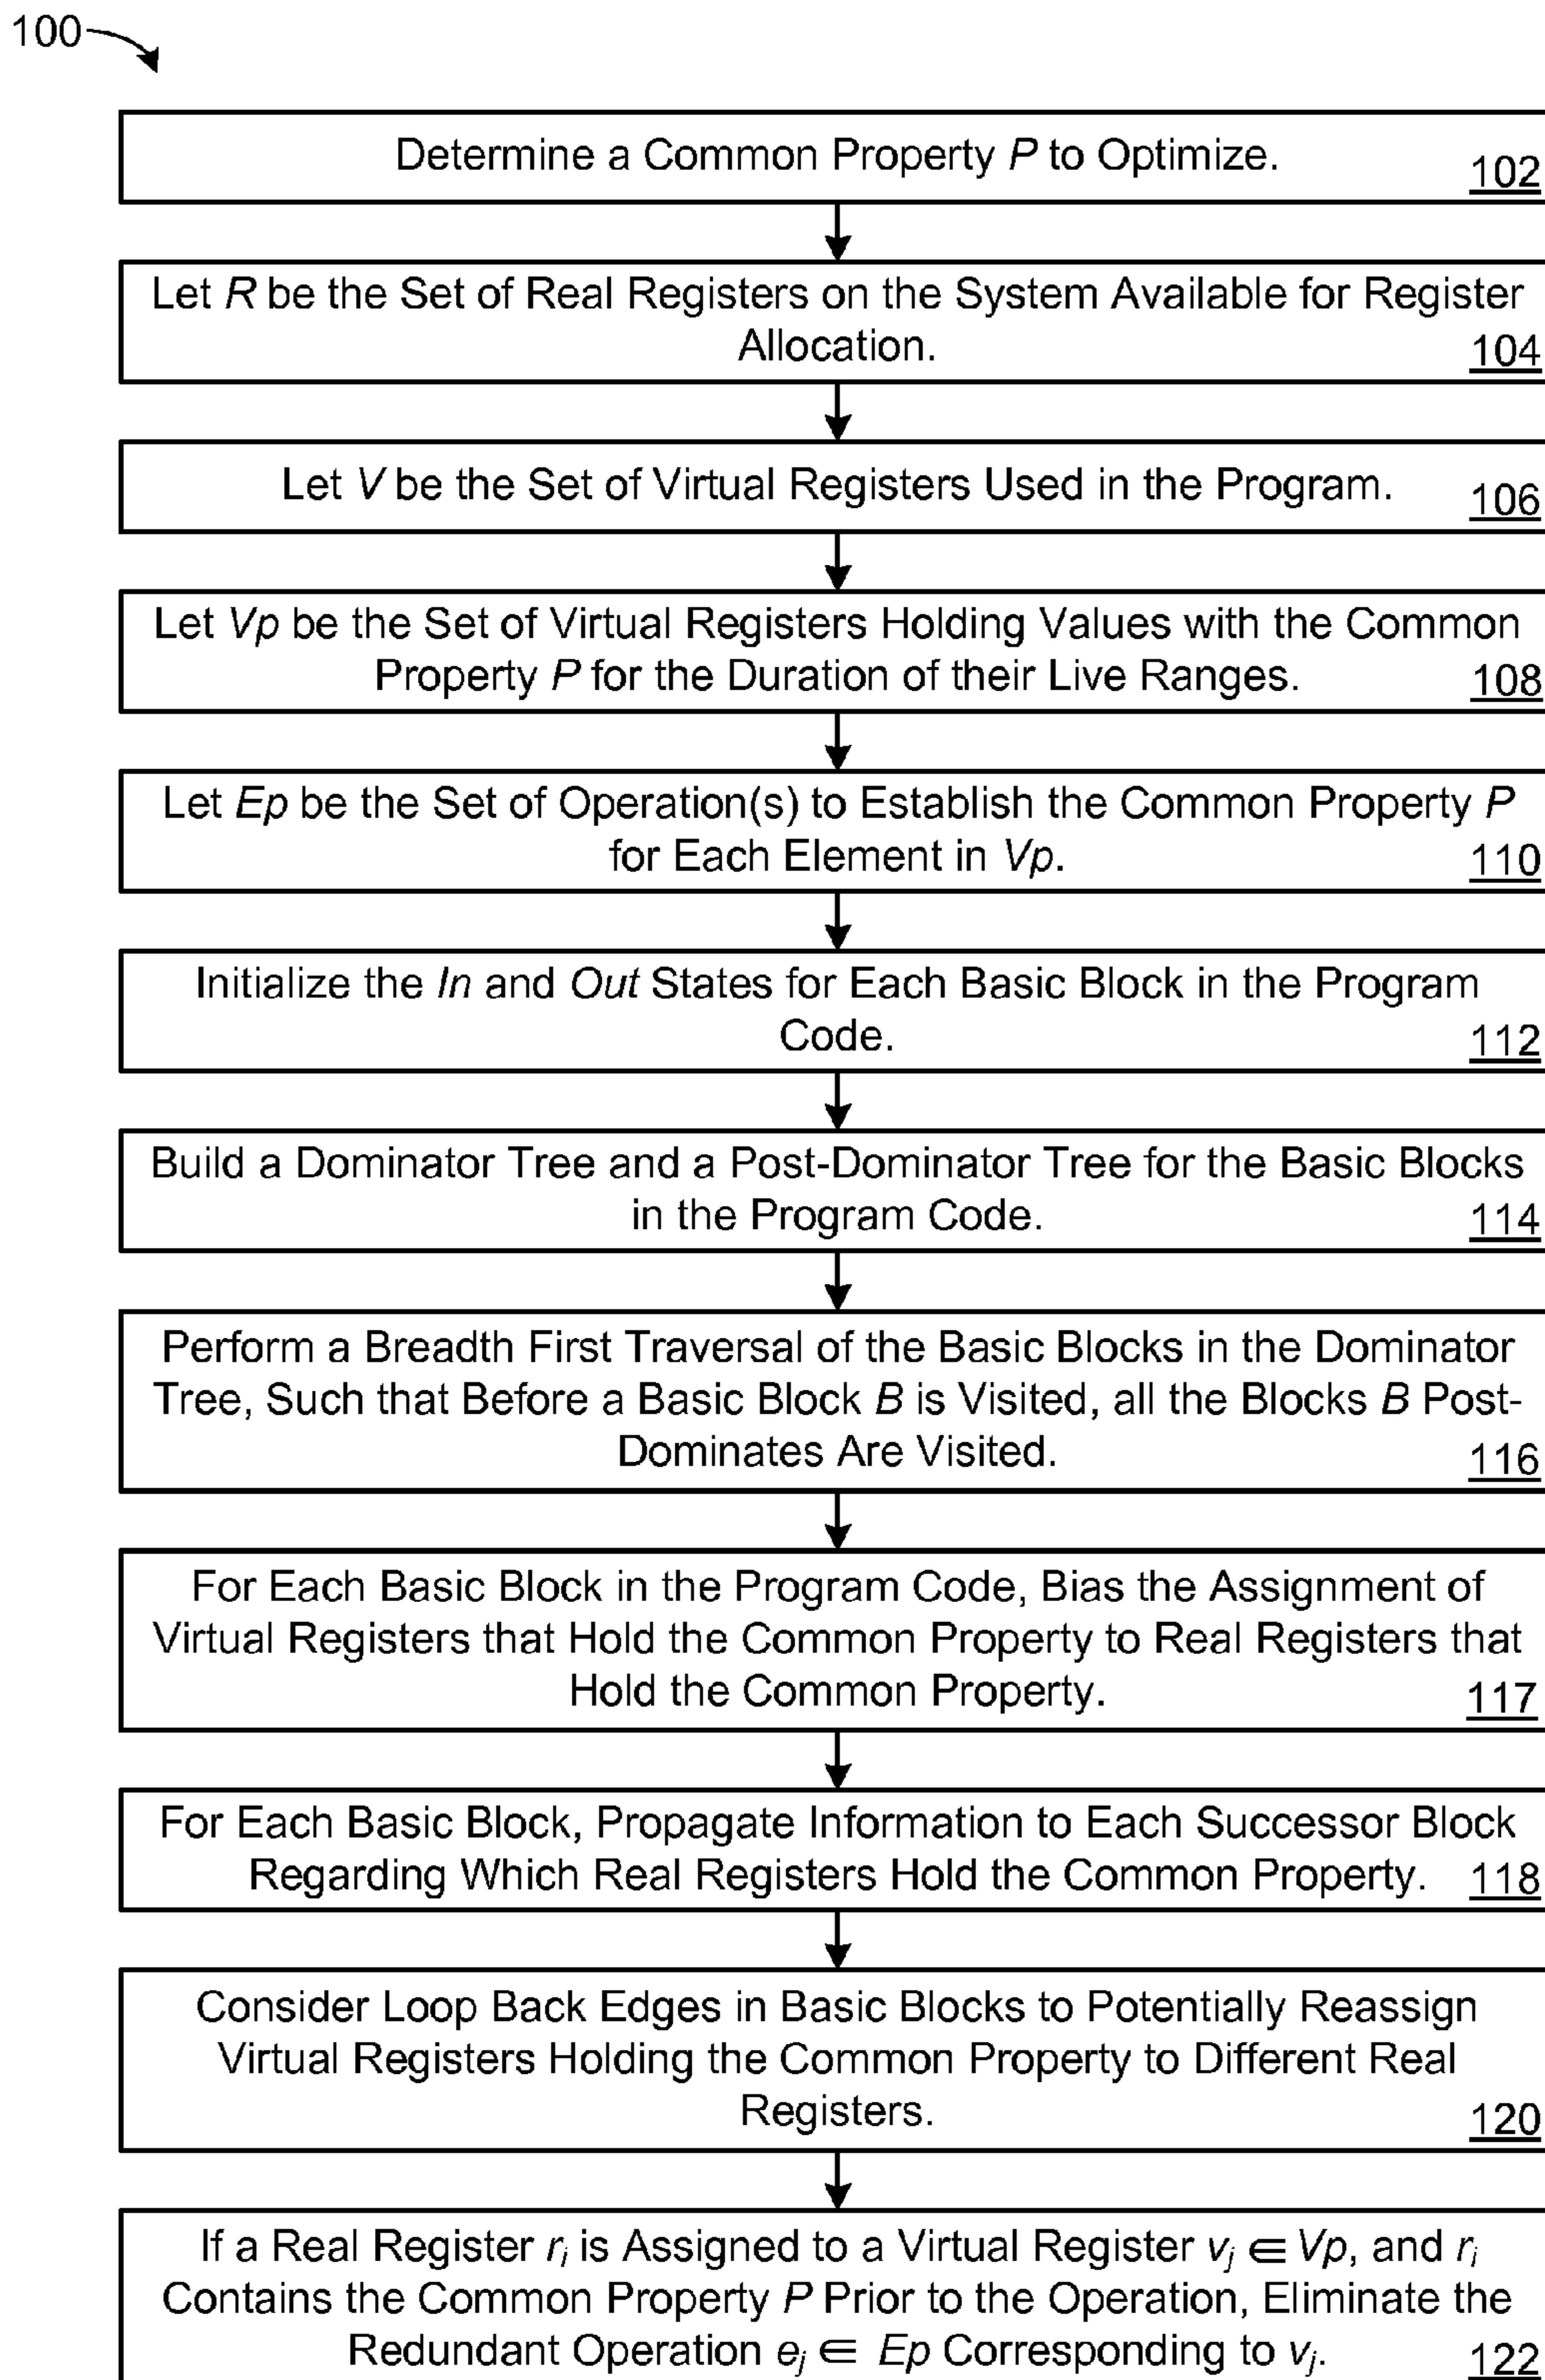 100
Determine a Common Property P to Optimize.
102
Let R be the Set of Real Registers on the System Available for Register
Allocation.
104
Let V be the Set of Virtual Registers Used in the Program.
106
Let Vp be the Set of Virtual Registers Holding Values with the Common
Property P for the Duration of their Live Ranges.
108
Let Ep be the Set of Operation(s) to Establish the Common Property P
for Each Element in Vp.
110
Initialize the In and Out States for Each Basic Block in the Program
Code.
112
Build a Dominator Tree and a Post-Dominator Tree for the Basic Blocks
in the Program Code.
114
Perform a Breadth First Traversal of the Basic Blocks in the Dominator
Tree, Such that Before a Basic Block B is Visited, all the Blocks B Post-
Dominates Are Visited.
116
For Each Basic Block in the Program Code, Bias the Assignment of
Virtual Registers that Hold the Common Property to Real Registers that
Hold the Common Property.
117
For Each Basic Block, Propagate Information to Each Successor Block
Regarding Which Real Registers Hold the Common Property.
118
Consider Loop Back Edges in Basic Blocks to Potentially Reassign
Virtual Registers Holding the Common Property to Different Real
Registers.
120
If a Real Register ri is Assigned to a Virtual Register vj ∈ Vp, and ri
Contains the Common Property P Prior to the Operation, Eliminate the
Redundant Operation ej ∈ Ep Corresponding to vj.
122